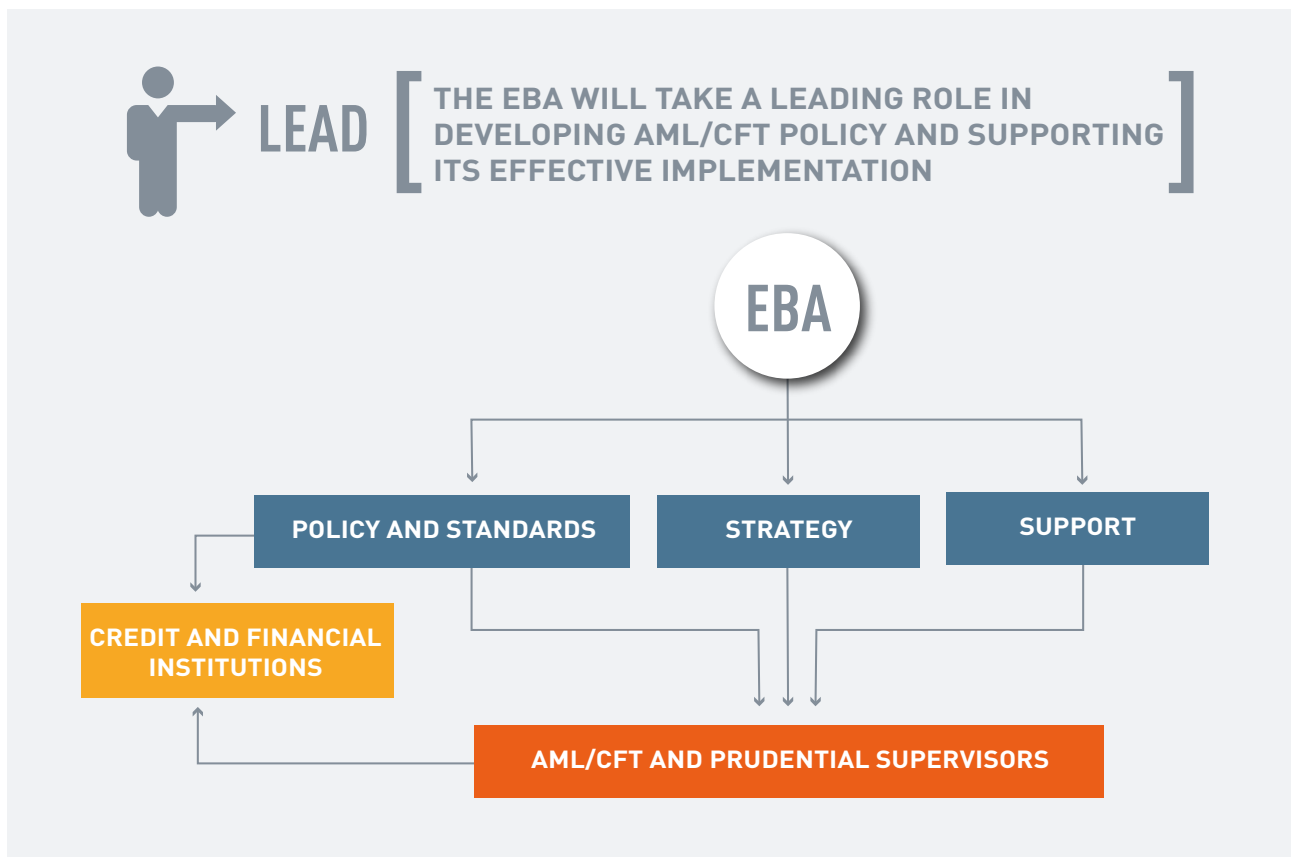 LEAD
THE EBA WILL TAKE A LEADING ROLE IN
DEVELOPING AML/CFT POLICY AND SUPPORTING
ITS EFFECTIVE IMPLEMENTATION
EBA
POLICY AND STANDARDS
STRATEGY
SUPPORT
CREDIT AND FINANCIAL
INSTITUTIONS
AML/CFT AND PRUDENTIAL SUPERVISORS